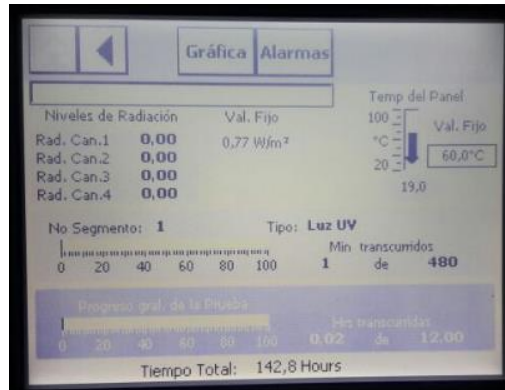 Gráfica Alarmas
Temp del Panel
Niveles de Radiación Val. Fijo
Rad. Can.1 0,00 0,77 W/m²
Rad. Can.2 0,00
Rad. Can.3 0,00
Rad. Can.4 0,00
100
°C
20
Val. Fijo
60,0°C
19,0
No Segmento: 1 Tipo: Luz UV
0 20 40 60 80 100
Min transcurridos
1 de 480
Progreso gral. de la Prueba
0 20 40 60 80 100
Hrs transcurridas
0.02 de 12.00
Tiempo Total: 142,8 Hours